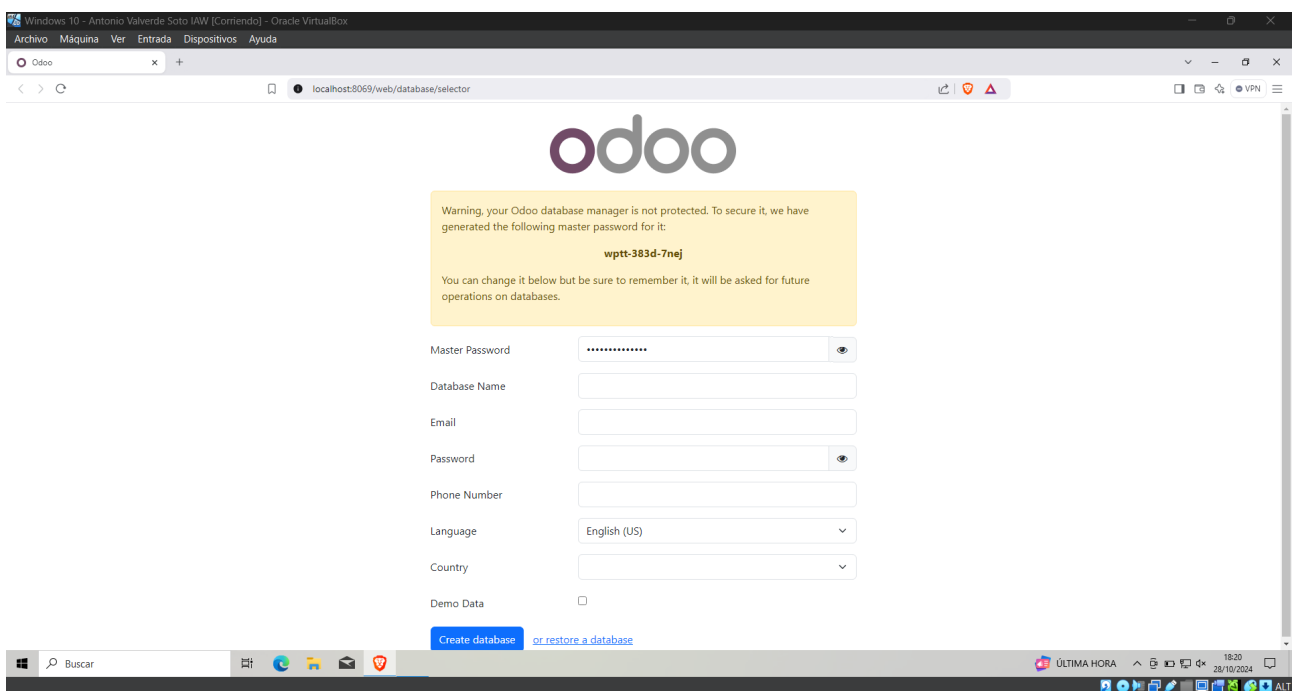 Windows 10 - Antonio Valverde Soto IAW [Corriendo] - Oracle VirtualBox
Archivo Máquina Ver Entrada Dispositivos Ayuda
Odoo
localhost:8069/web/database/selector
VPN
odoo
Warning, your Odoo database manager is not protected. To secure it, we have
generated the following master password for it:
wptt-383d-7nej
You can change it below but be sure to remember it, it will be asked for future
operations on databases.
Master Password ••••••••••••••
Database Name
Email
Password
Phone Number
Language English (US)
Country
Demo Data
Create database or restore a database
Buscar
ÚLTIMA HORA
18:20
28/10/2024
ALT